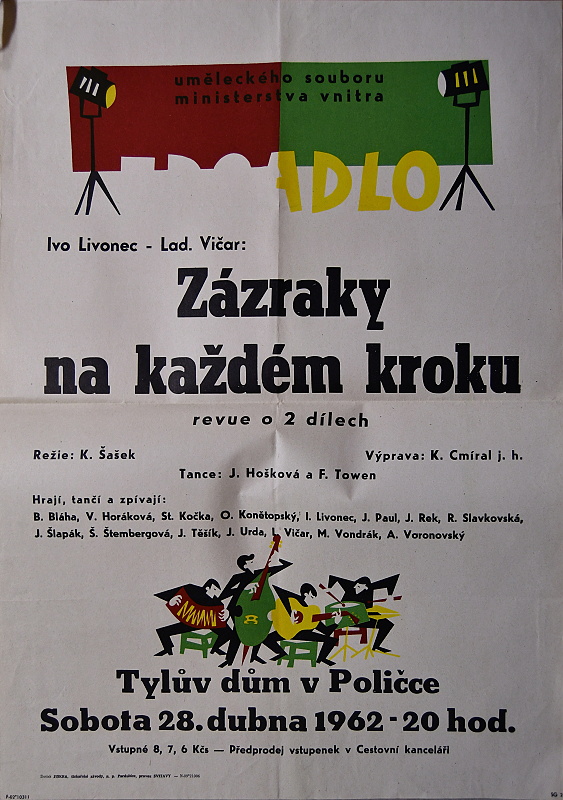 uměleckého souboru
ministerstva vnitra
Ivo Livonec - Lad. Vičar:
Zázraky
na každém kroku
revue o 2 dílech
Režie: K. Šašek
Výprava: K. Cmíral j. h.
Tance: J. Hošková a F. Towen
Hrají, tančí a zpívají:
B. Bláha, V. Horáková, St. Kočka, O. Konětopský, I. Livonec, J. Paul, J. Rek, R. Slavkovská,
J. Šlapák, Š. Štembergová, J. Těšík, J. Urda, L. Vičar, M. Vondrák, A. Voronovský
Tylův dům v Poličce
Sobota 28. dubna 1962 - 20 hod.
Vstupné 8, 7, 6 Kčs — Předprodej vstupenek v Cestovní kanceláři